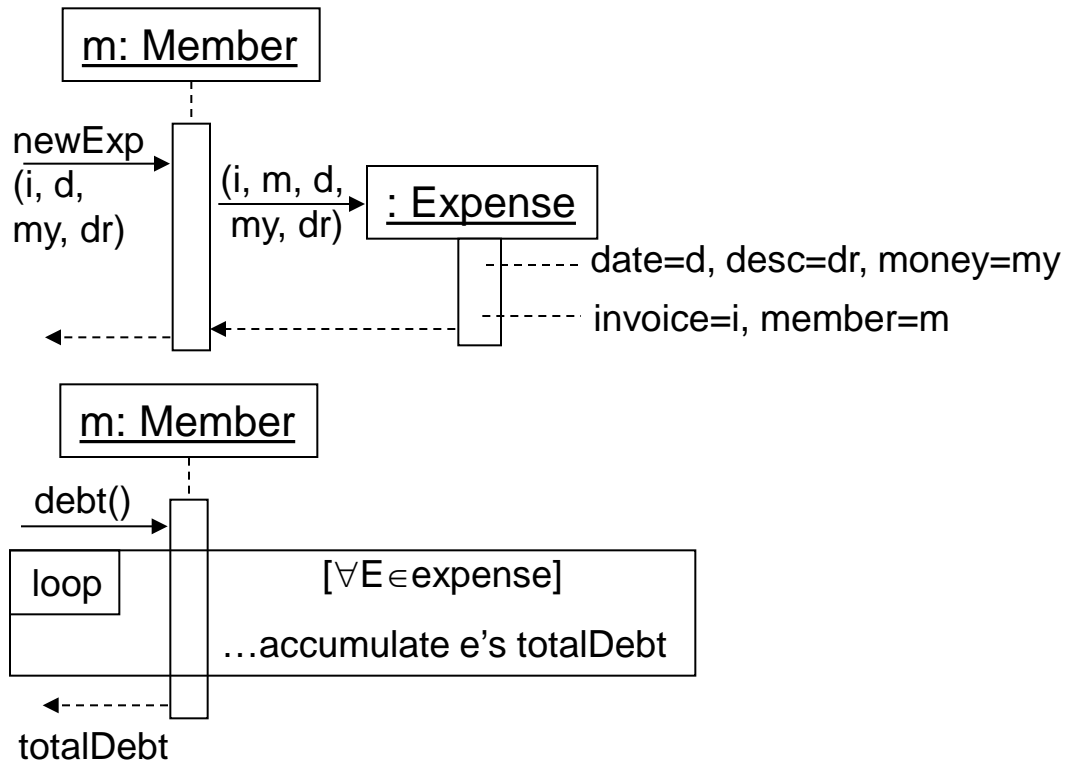 m: Member
newExp
(i, d,
my, dr)
(i, m, d,
my, dr)
: Expense
date=d, desc=dr, money=my
invoice=i, member=m
m: Member
debt()
loop
[∀E∈expense]
…accumulate e's totalDebt
totalDebt